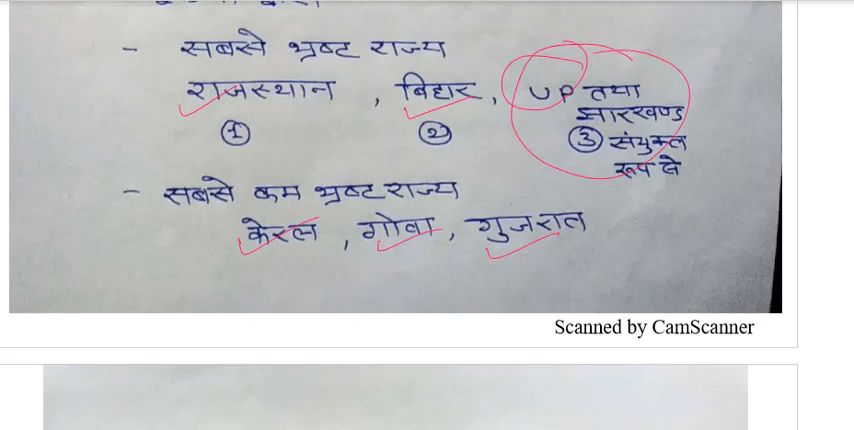 - सबसे भ्रष्ट राज्य
राजस्थान , बिहार, UP तथा
झारखण्ड
① ② ③ संयुक्त
रूप से
- सबसे कम भ्रष्ट राज्य
केरल , गोवा, गुजरात
Scanned by CamScanner